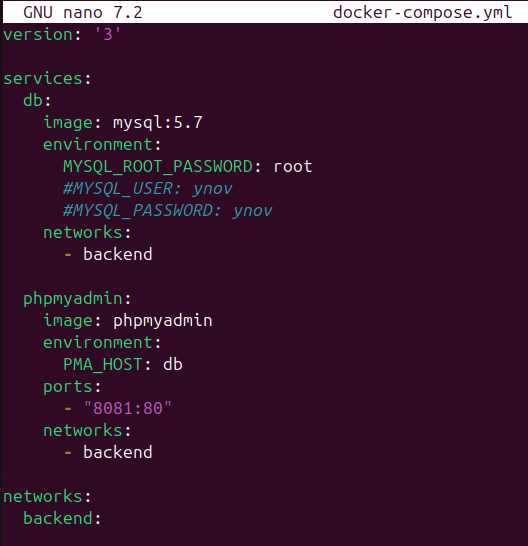 GNU nano 7.2 docker-compose.yml
version: '3'

services:
  db:
    image: mysql:5.7
    environment:
      MYSQL_ROOT_PASSWORD: root
      #MYSQL_USER: ynov
      #MYSQL_PASSWORD: ynov
    networks:
      - backend

  phpmyadmin:
    image: phpmyadmin
    environment:
      PMA_HOST: db
    ports:
      - "8081:80"
    networks:
      - backend

networks:
  backend: